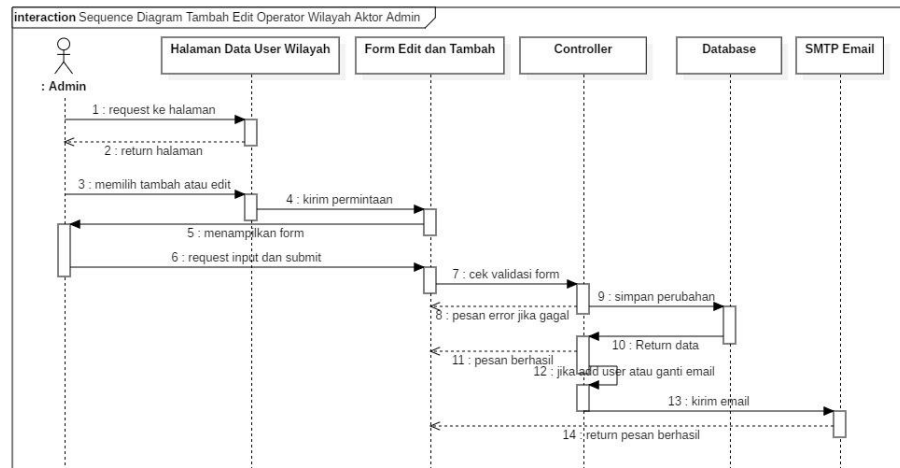 interaction Sequence Diagram Tambah Edit Operator Wilayah Aktor Admin
Halaman Data User Wilayah
Form Edit dan Tambah
Controller
Database
SMTP Email
: Admin
1 : request ke halaman
2 : return halaman
3 : memilih tambah atau edit
4 : kirim permintaan
5 : menampilkan form
6 : request input dan submit
7 : cek validasi form
8 : pesan error jika gagal
9 : simpan perubahan
10 : Return data
11 : pesan berhasil
12 : jika add user atau ganti email
13 : kirim email
14 : return pesan berhasil